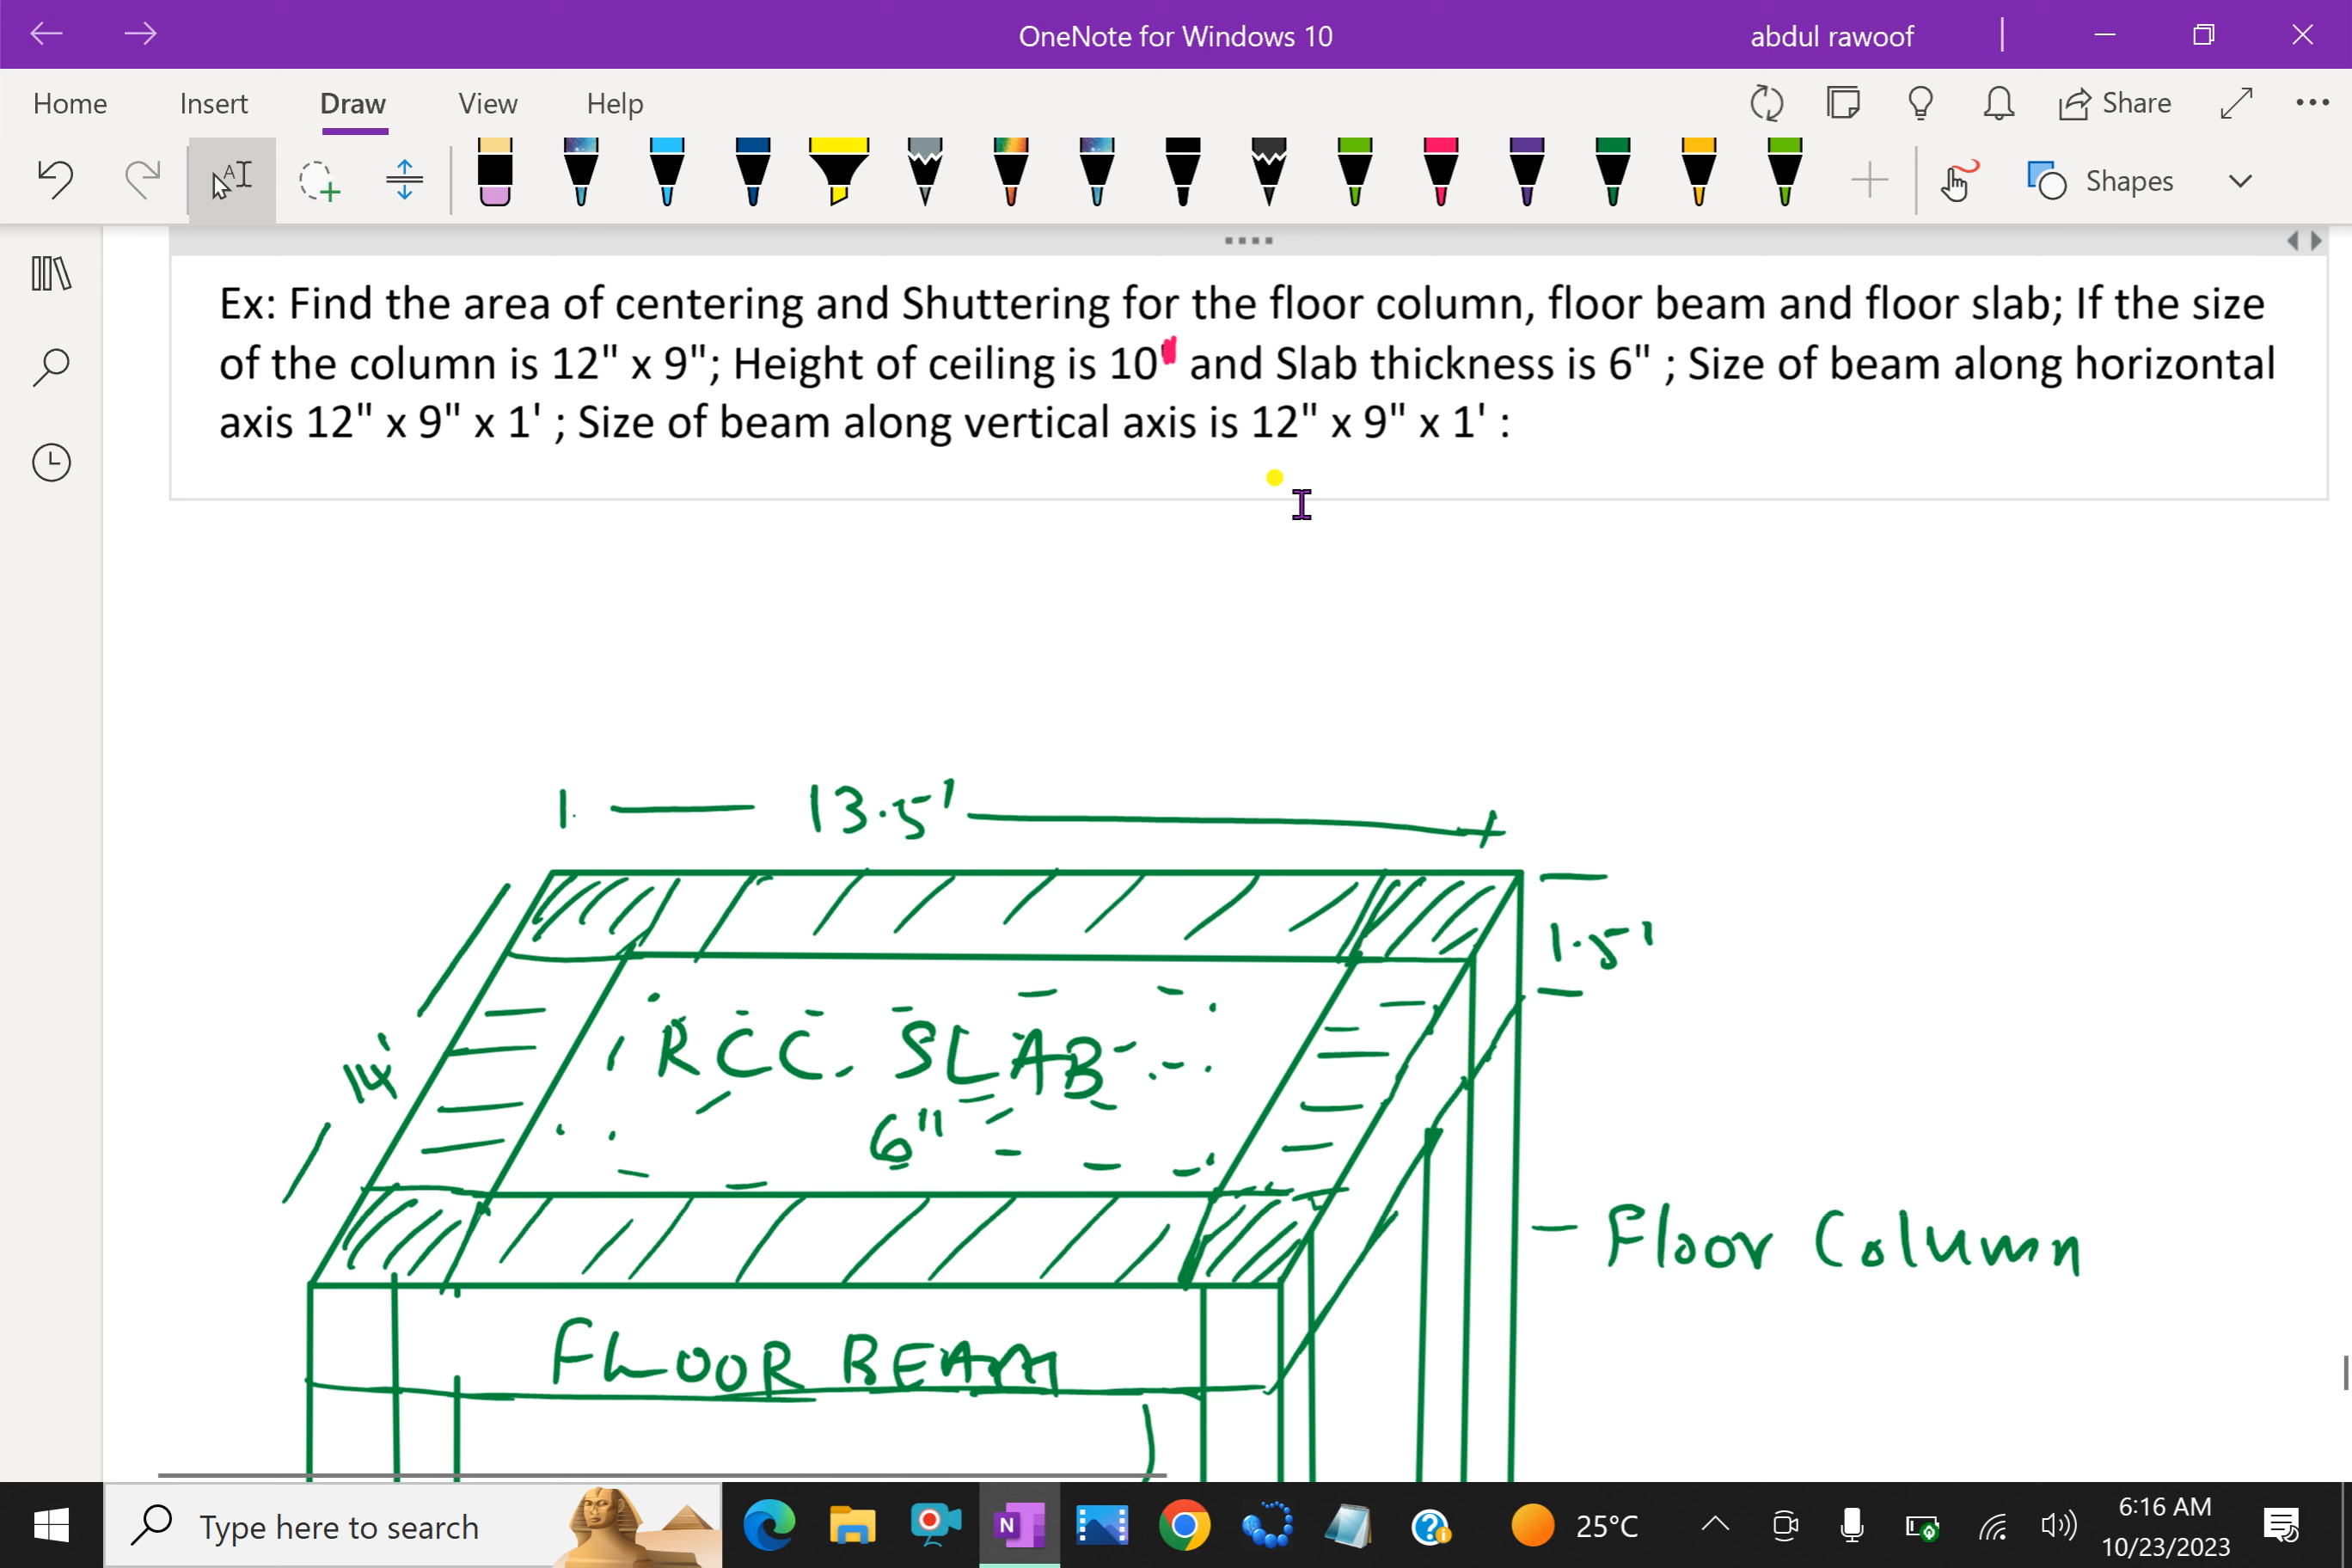 OneNote for Windows 10
abdul rawoof
Home Insert Draw View Help
Share
Shapes
Ex: Find the area of centering and Shuttering for the floor column, floor beam and floor slab; If the size
of the column is 12" x 9"; Height of ceiling is 10' and Slab thickness is 6" ; Size of beam along horizontal
axis 12" x 9" x 1' ; Size of beam along vertical axis is 12" x 9" x 1' :
13.5'
1.5'
RCC. SLAB
14'
6"
Floor Column
FLOOR BEAM
Type here to search
25°C
6:16 AM
10/23/2023